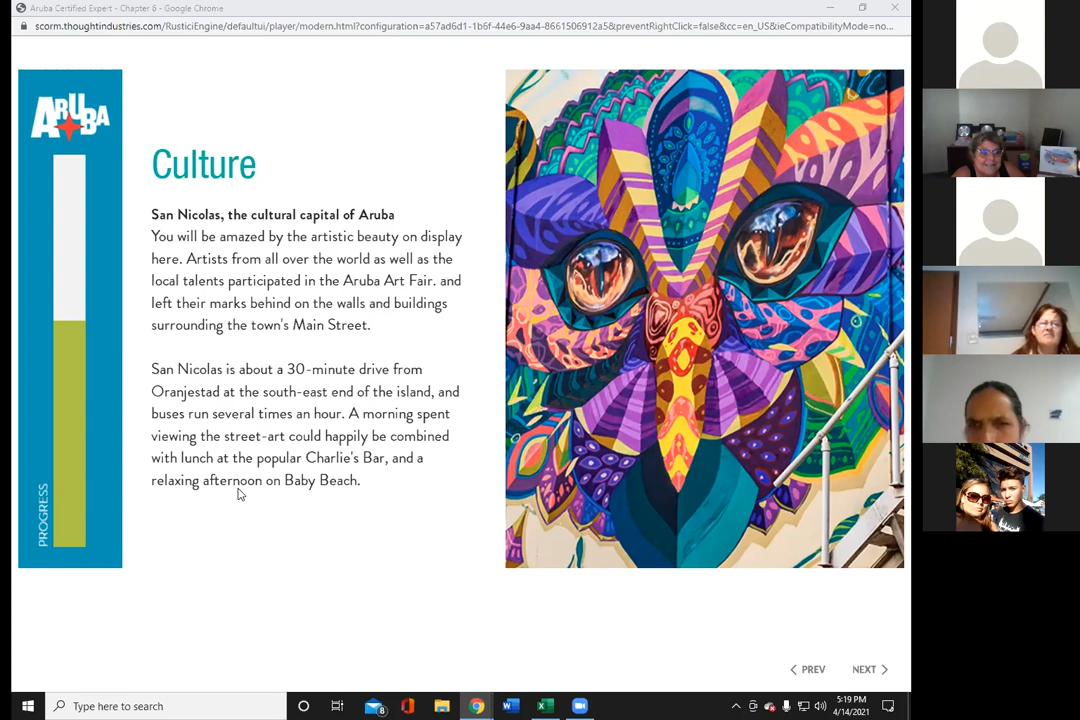 Aruba Certified Expert - Chapter 6 - Google Chrome
scorm.thoughtindustries.com/RusticiEngine/defaultui/player/modern.html?configuration=a57ad6d1-1b6f-44e6-9aa4-8661506912a5&preventRightClick=false&cc=en_US&ieCompatibilityMode=no...
ARUBA
PROGRESS
Culture
San Nicolas, the cultural capital of Aruba
You will be amazed by the artistic beauty on display
here. Artists from all over the world as well as the
local talents participated in the Aruba Art Fair. and
left their marks behind on the walls and buildings
surrounding the town's Main Street.
San Nicolas is about a 30-minute drive from
Oranjestad at the south-east end of the island, and
buses run several times an hour. A morning spent
viewing the street-art could happily be combined
with lunch at the popular Charlie's Bar, and a
relaxing afternoon on Baby Beach.
PREV
NEXT
Type here to search
8
5:19 PM
4/14/2021